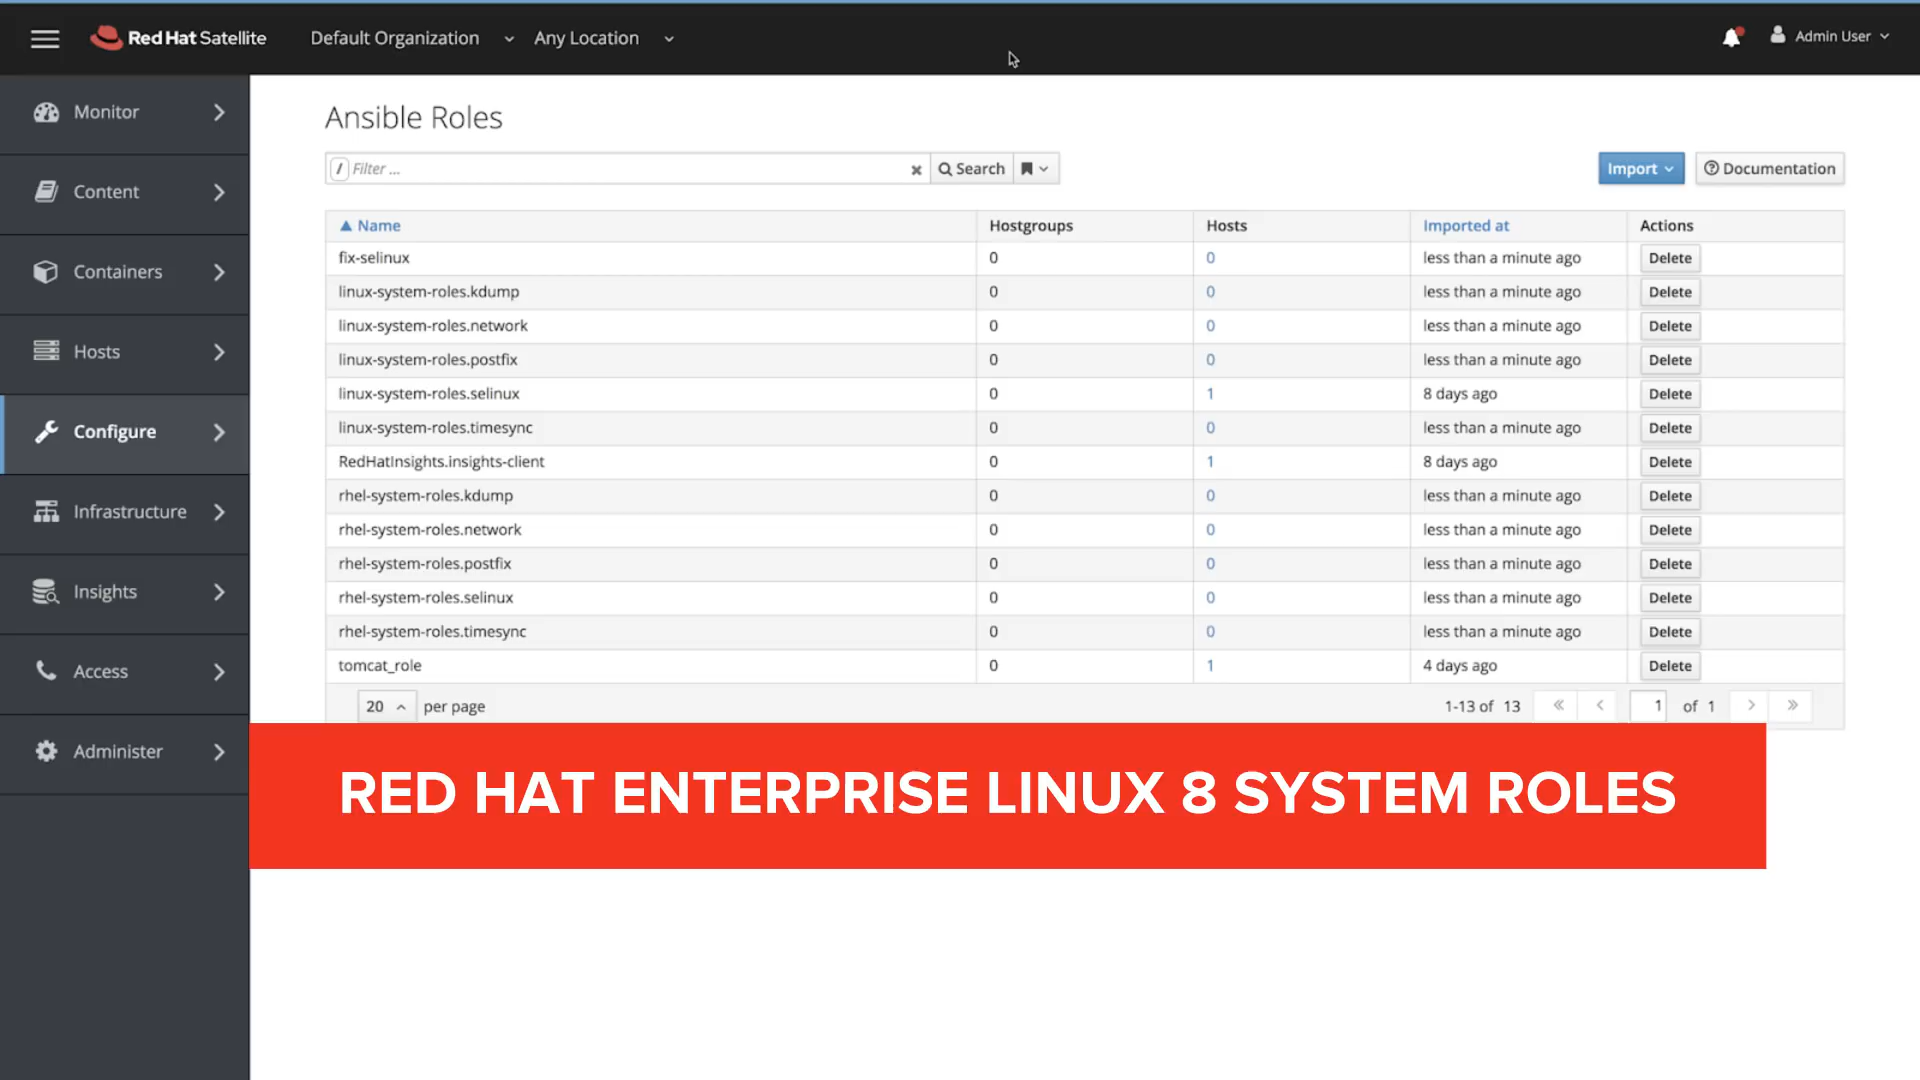 Red Hat Satellite Default Organization Any Location Admin User
Monitor
Content
Containers
Hosts
Configure
Infrastructure
Insights
Access
Administer
Ansible Roles
/ Filter ... Search Import Documentation
Name Hostgroups Hosts Imported at Actions
fix-selinux 0 0 less than a minute ago Delete
linux-system-roles.kdump 0 0 less than a minute ago Delete
linux-system-roles.network 0 0 less than a minute ago Delete
linux-system-roles.postfix 0 0 less than a minute ago Delete
linux-system-roles.selinux 0 1 8 days ago Delete
linux-system-roles.timesync 0 0 less than a minute ago Delete
RedHatInsights.insights-client 0 1 8 days ago Delete
rhel-system-roles.kdump 0 0 less than a minute ago Delete
rhel-system-roles.network 0 0 less than a minute ago Delete
rhel-system-roles.postfix 0 0 less than a minute ago Delete
rhel-system-roles.selinux 0 0 less than a minute ago Delete
rhel-system-roles.timesync 0 0 less than a minute ago Delete
tomcat_role 0 1 4 days ago Delete
20 per page 1-13 of 13 « < 1 of 1 > »
RED HAT ENTERPRISE LINUX 8 SYSTEM ROLES